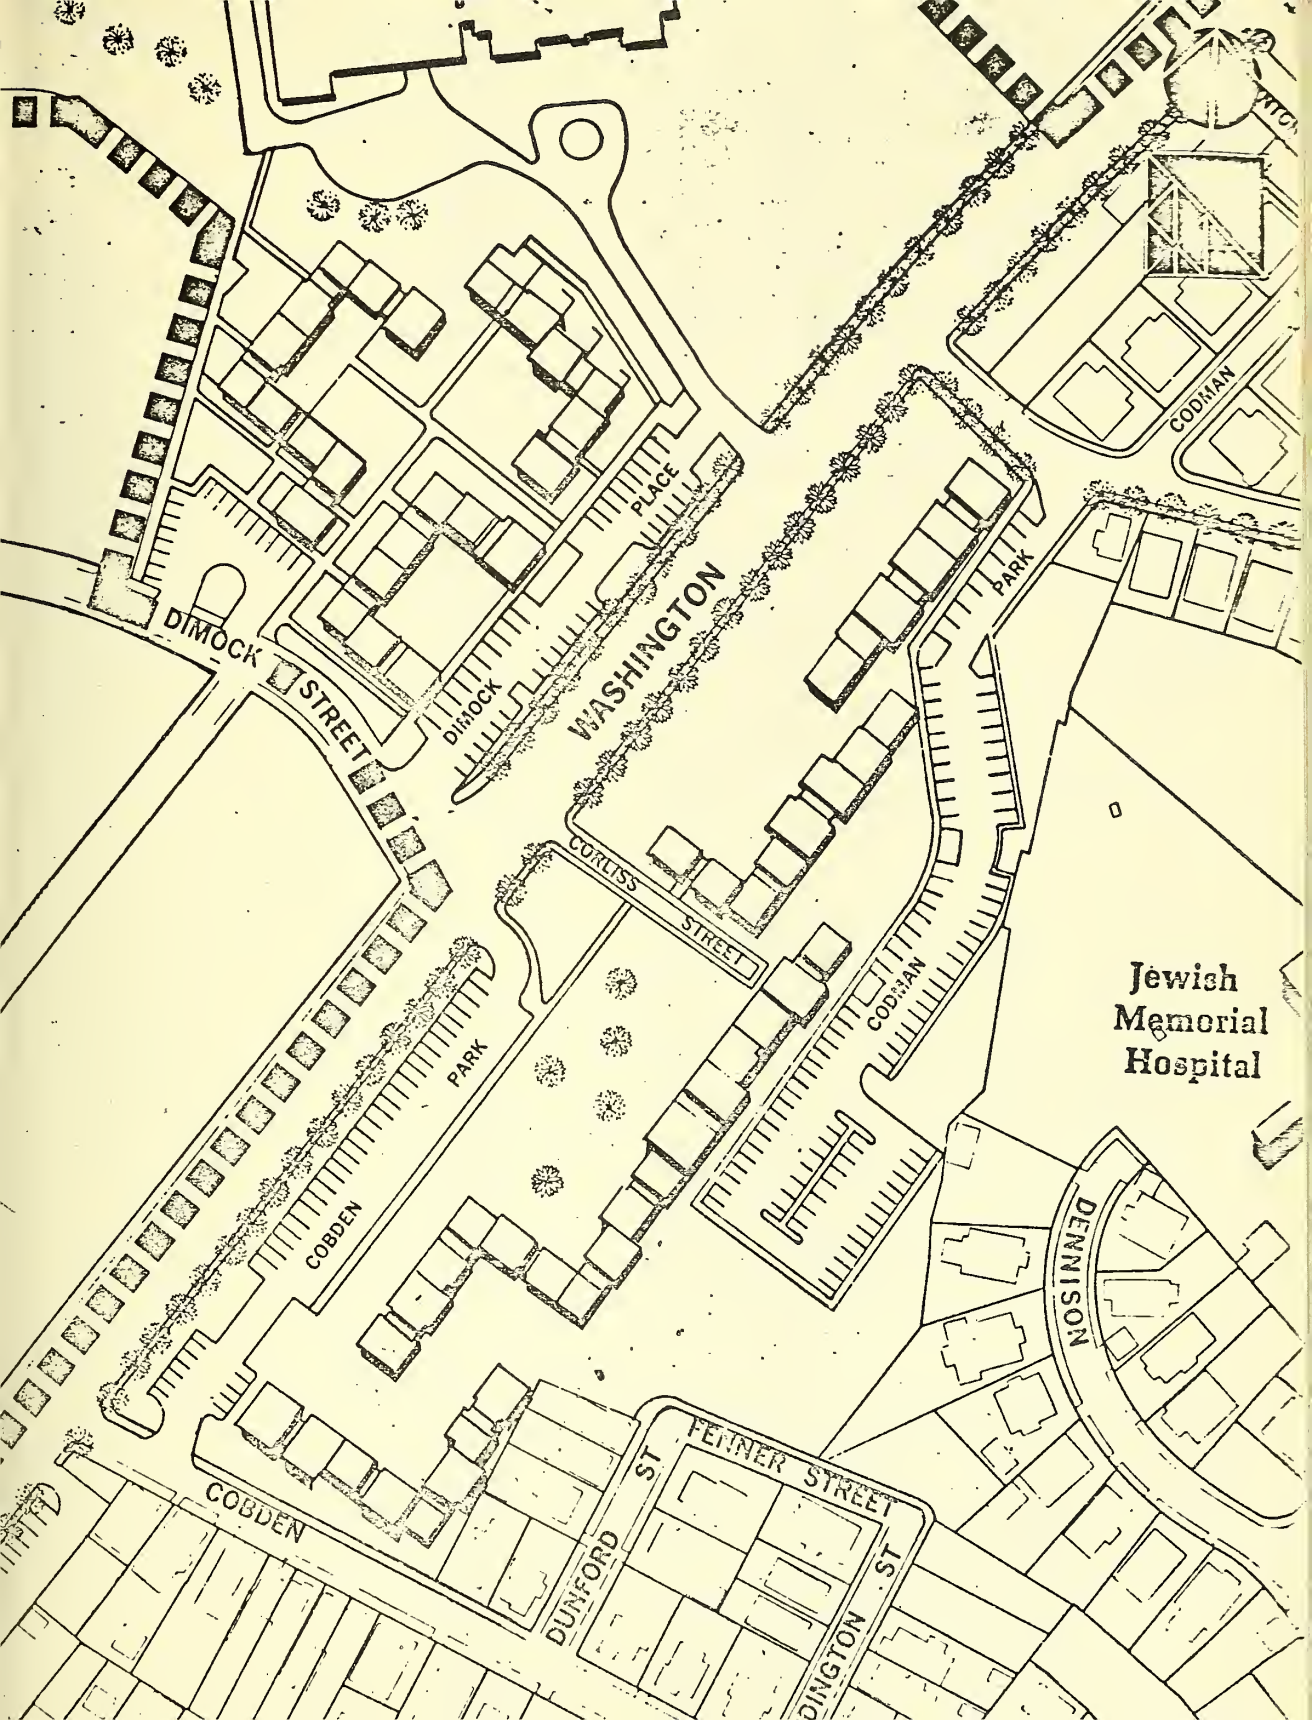 CODMAN
PLACE
WASHINGTON
PARK
DIMOCK
STREET
DIMOCK
CORLISS
STREET
CODMAN
Jewish
Memorial
Hospital
PARK
COBDEN
DENNISON
FENNER STREET
ST
COBDEN
DUNFORD
ST
DINGTON